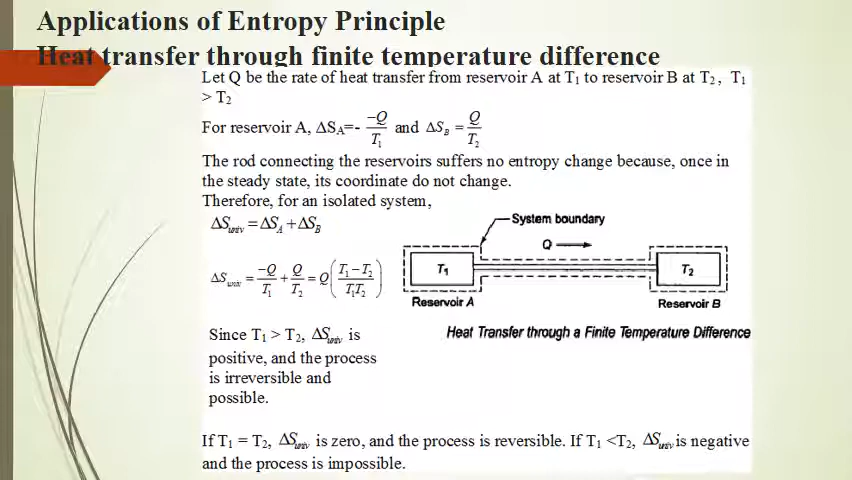 Applications of Entropy Principle
Heat transfer through finite temperature difference
Let Q be the rate of heat transfer from reservoir A at T₁ to reservoir B at T₂, T₁
> T₂
For reservoir A, ΔS_A=- -Q/T₁ and ΔS_B = Q/T₂
The rod connecting the reservoirs suffers no entropy change because, once in
the steady state, its coordinate do not change.
Therefore, for an isolated system,
ΔS_univ = ΔS_A + ΔS_B
ΔS_univ = -Q/T₁ + Q/T₂ = Q((T₁ - T₂)/(T₁T₂))
Since T₁ > T₂, ΔS_univ is
positive, and the process
is irreversible and
possible.
System boundary
Q
T₁
T₂
Reservoir A
Reservoir B
Heat Transfer through a Finite Temperature Difference
If T₁ = T₂, ΔS_univ is zero, and the process is reversible. If T₁ <T₂, ΔS_univ is negative
and the process is impossible.